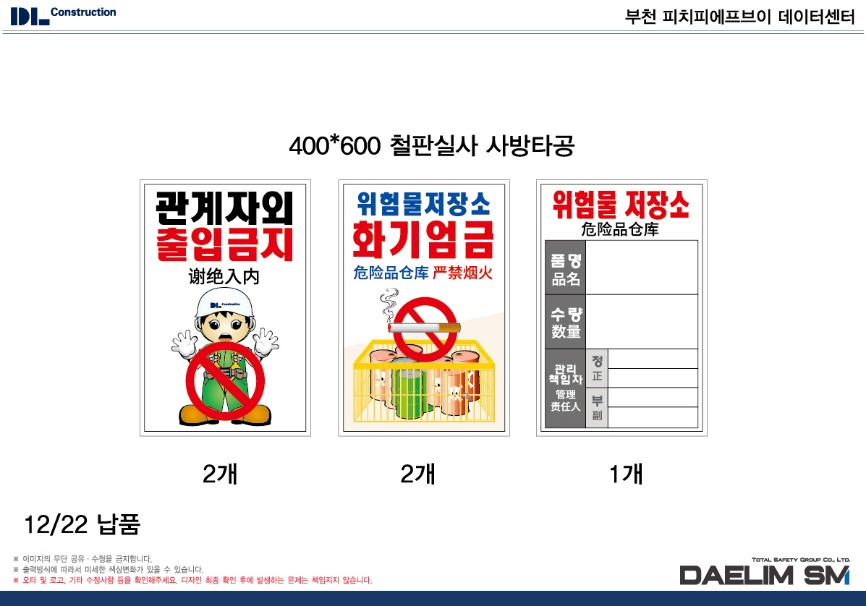 DL Construction
부천 피치피에프브이 데이터센터
400*600 철판실사 사방타공
관계자외
출입금지
谢绝入内
DL Construction
2개
위험물저장소
화기엄금
危险品仓库 严禁烟火
2개
위험물 저장소
危险品仓库
품명
品名
수량
数量
관리
책임자
管理
责任人
정
正
부
副
1개
12/22 납품
※ 이미지의 무단 공유·수정을 금지합니다.
※ 출력방식에 따라서 미세한 색상변화가 있을 수 있습니다.
※ 오타 및 로고, 기타 수정사항 등을 확인해주세요. 디자인 최종 확인 후에 발생하는 문제는 책임지지 않습니다.
TOTAL SAFETY GROUP CO., LTD.
DAELIM SM